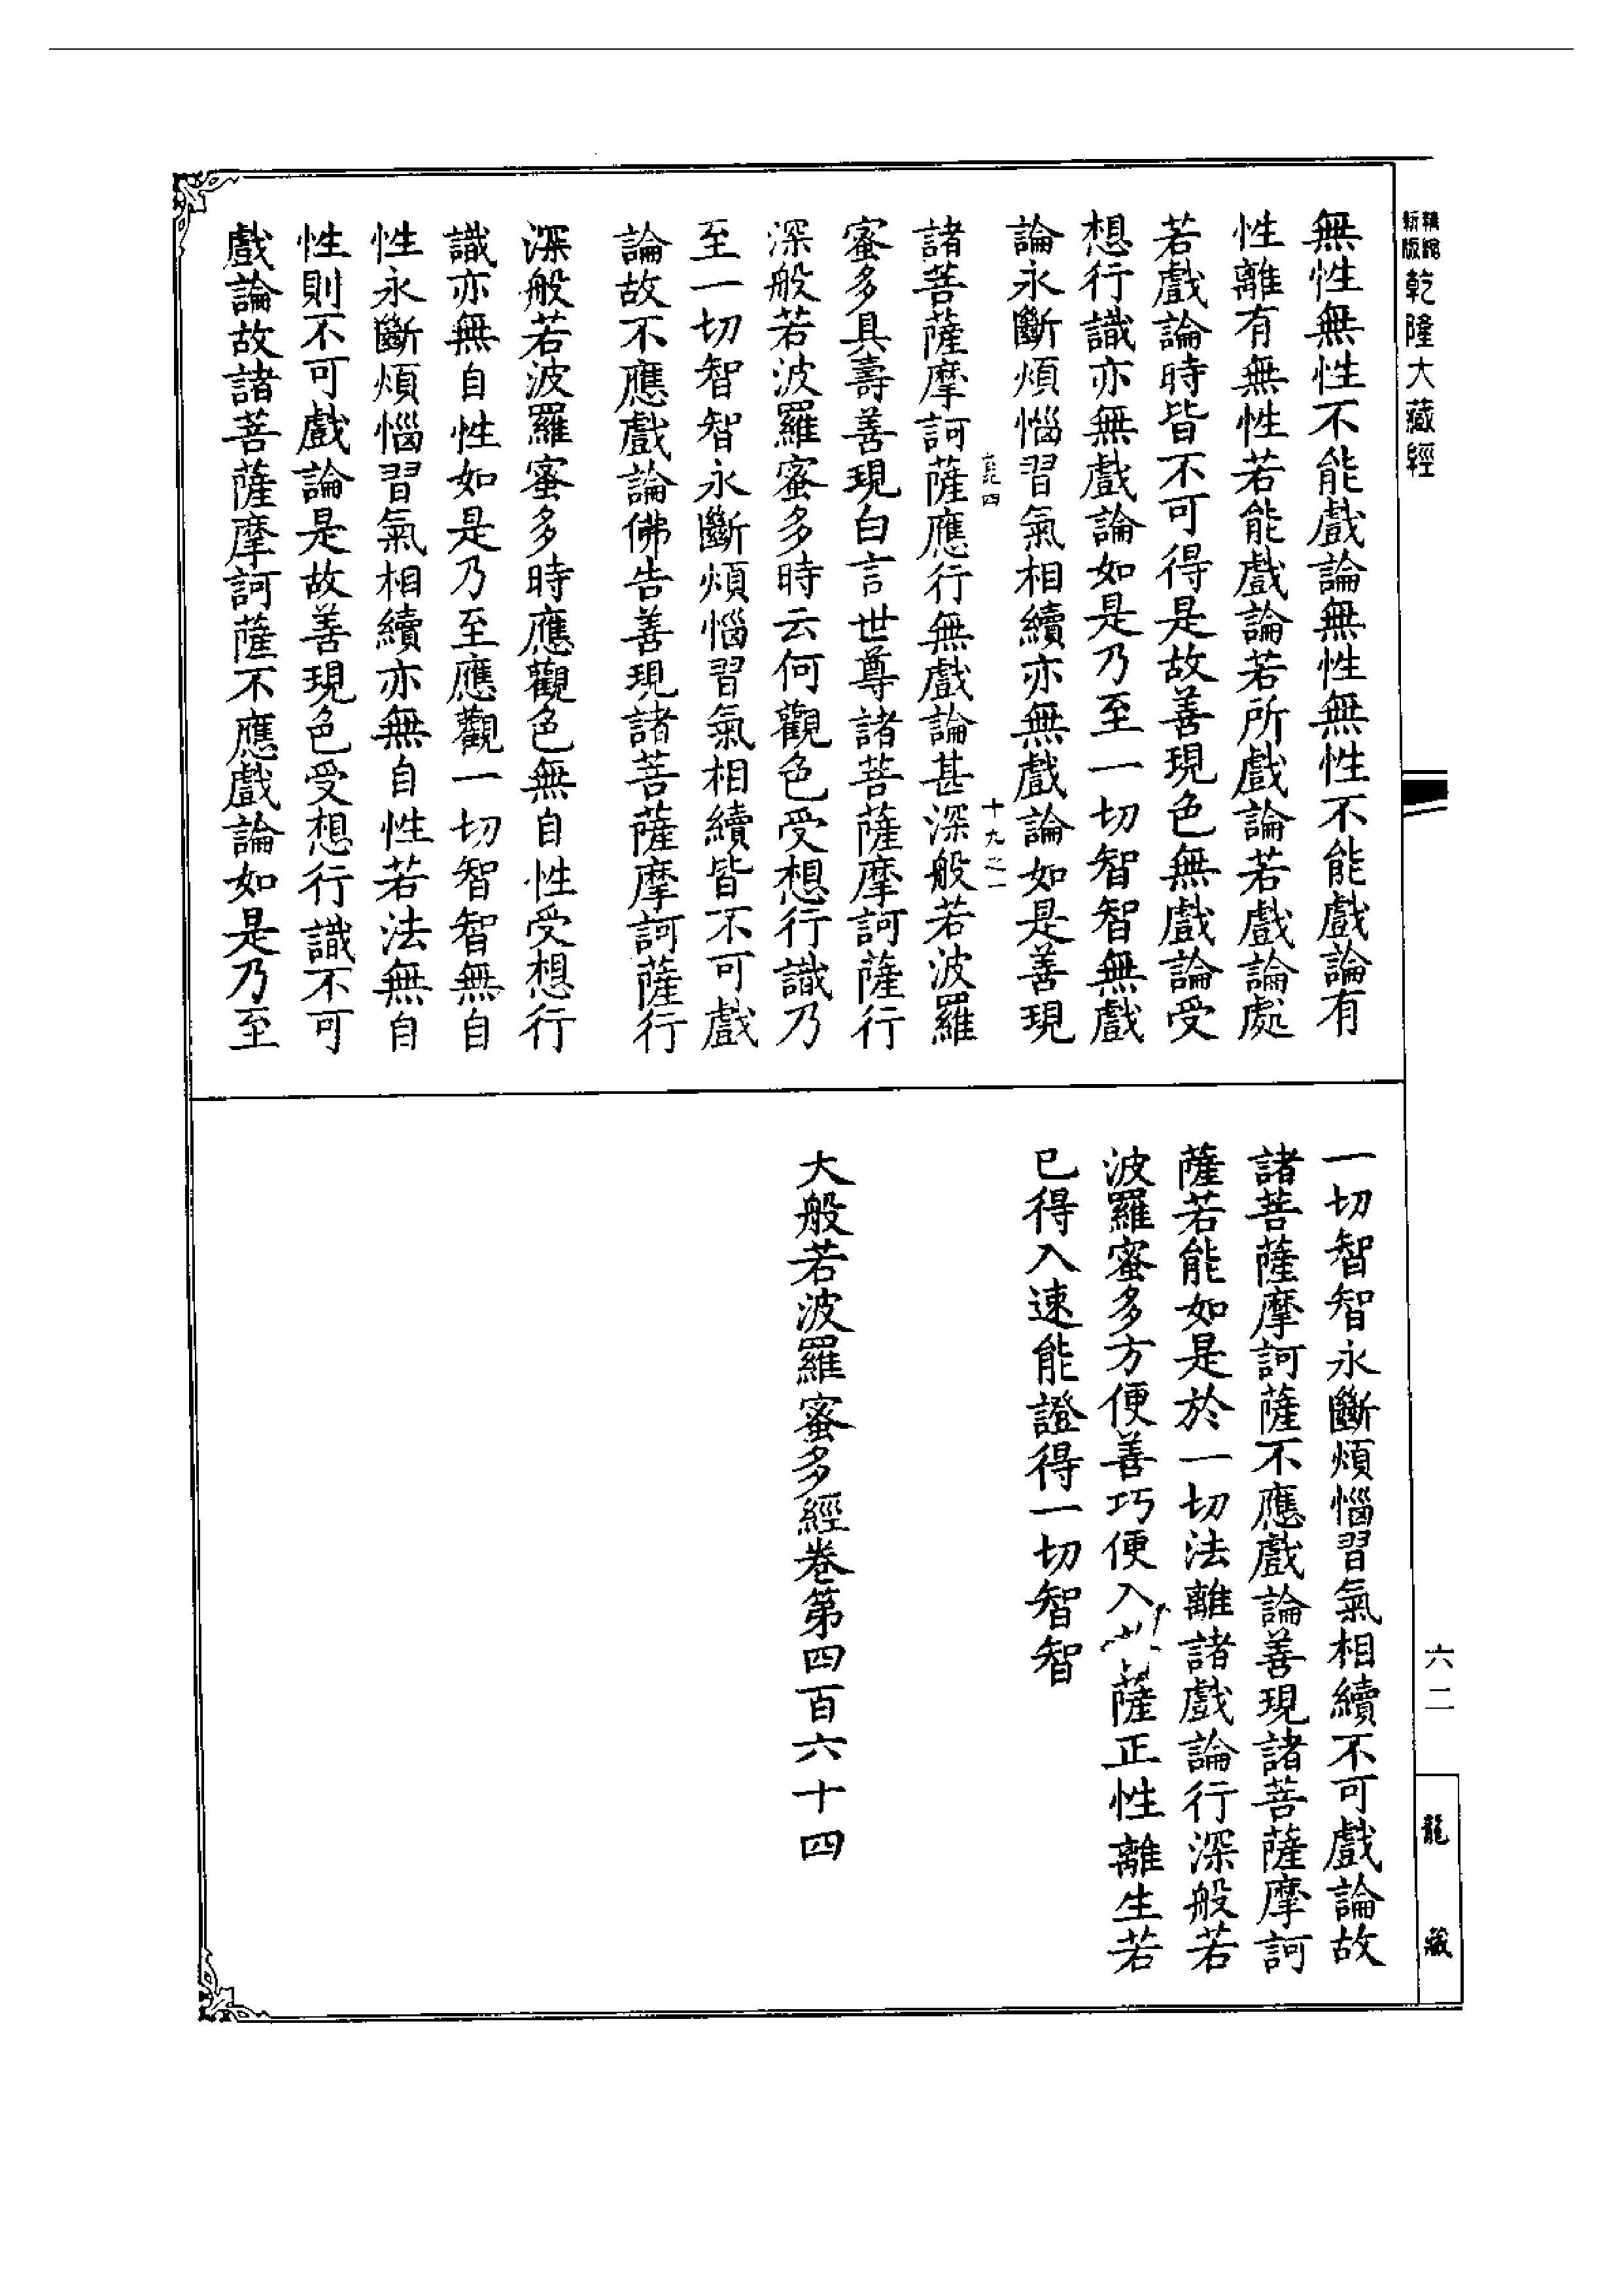 乾隆大藏經
無性無性不能戲論無性無性不能戲論有
性離有無性若能戲論若所戲論若戲論處
若戲論時皆不可得是故善現色無戲論受
想行識亦無戲論如是乃至一切智智無戲
論永斷煩惱習氣相續亦無戲論如是善現
四
十九之一
諸菩薩摩訶薩應行無戲論甚深般若波羅
蜜多具壽善現白言世尊諸菩薩摩訶薩行
深般若波羅蜜多時云何觀色受想行識乃
至一切智智永斷煩惱習氣相續皆不可戲
論故不應戲論佛告善現諸菩薩摩訶薩行
深般若波羅蜜多時應觀色無自性受想行
識亦無自性如是乃至應觀一切智智無自
性永斷煩惱習氣相續亦無自性若法無自
性則不可戲論是故善現色受想行識不可
戲論故諸菩薩摩訶薩不應戲論如是乃至
一切智智永斷煩惱習氣相續不可戲論故
諸菩薩摩訶薩不應戲論善現諸菩薩摩訶
薩若能如是於一切法離諸戲論行深般若
波羅蜜多方便善巧便入薩正性離生若
已得入速能證得一切智智
大般若波羅蜜多經卷第四百六十四
六二
龍藏